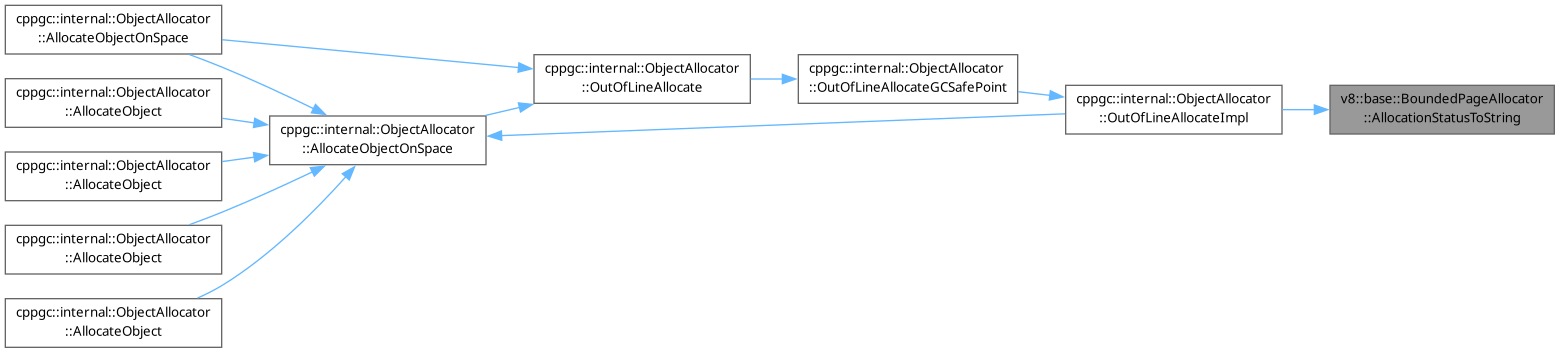 cppgc::internal::ObjectAllocator
::AllocateObjectOnSpace
cppgc::internal::ObjectAllocator
::AllocateObject
cppgc::internal::ObjectAllocator
::AllocateObject
cppgc::internal::ObjectAllocator
::AllocateObject
cppgc::internal::ObjectAllocator
::AllocateObject
cppgc::internal::ObjectAllocator
::AllocateObjectOnSpace
cppgc::internal::ObjectAllocator
::OutOfLineAllocate
cppgc::internal::ObjectAllocator
::OutOfLineAllocateGCSafePoint
cppgc::internal::ObjectAllocator
::OutOfLineAllocateImpl
v8::base::BoundedPageAllocator
::AllocationStatusToString